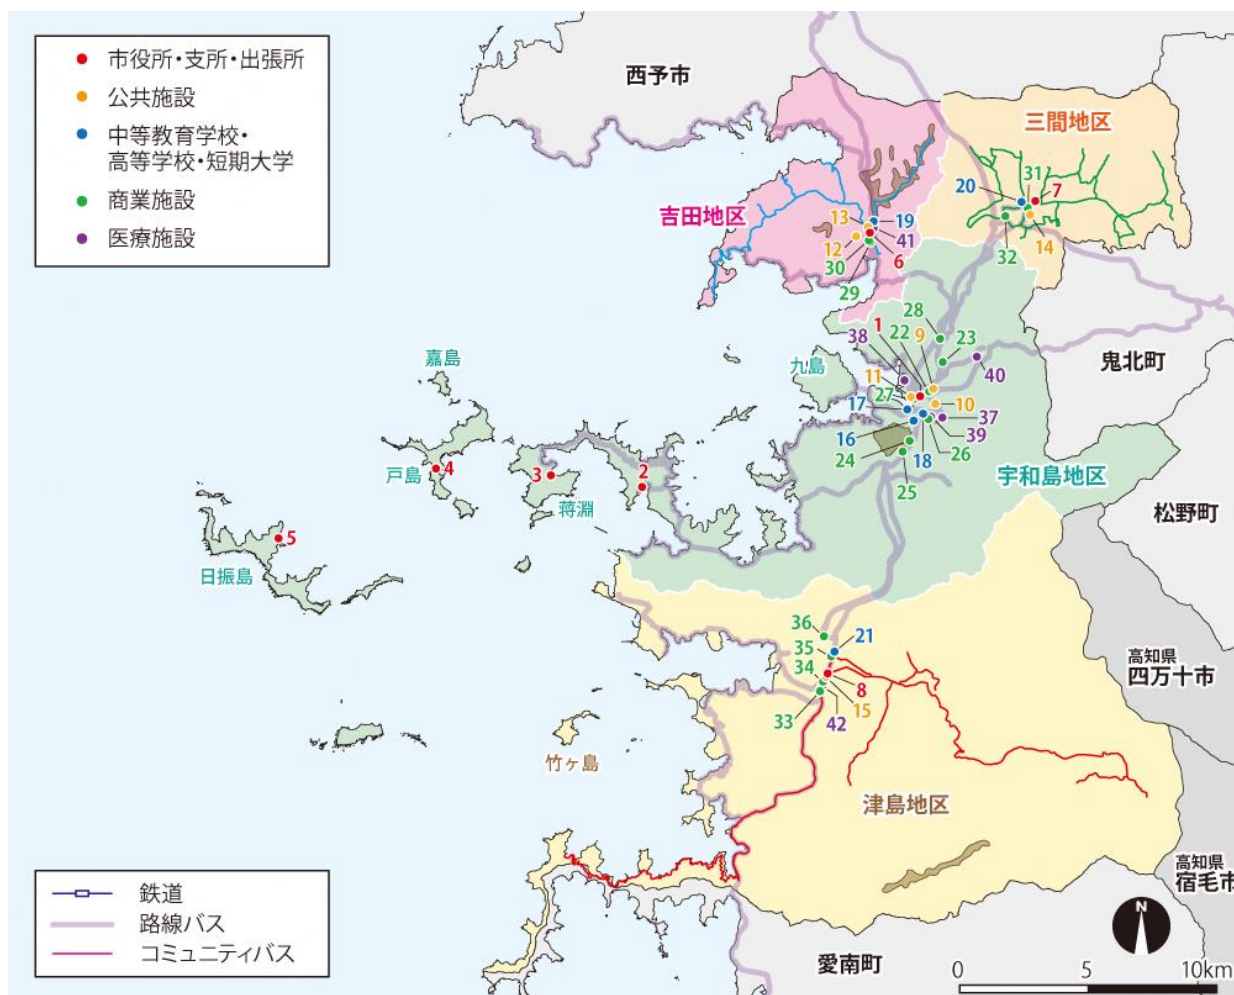 市役所・支所・出張所
公共施設
中等教育学校・
高等学校・短期大学
商業施設
医療施設
西予市
三間地区
20
31
7
32
14
吉田地区
13
12
30
29
19
41
6
28
1
22
9
38
23
40
11
27
17
10
37
16
39
24
18
26
25
九島
嘉島
戸島
4
3
2
蒋淵
5
日振島
宇和島地区
鬼北町
松野町
高知県
四万十市
36
21
35
34
8
33
42
15
竹ヶ島
津島地区
高知県
宿毛市
愛南町
鉄道
路線バス
コミュニティバス
N
0
5
10km